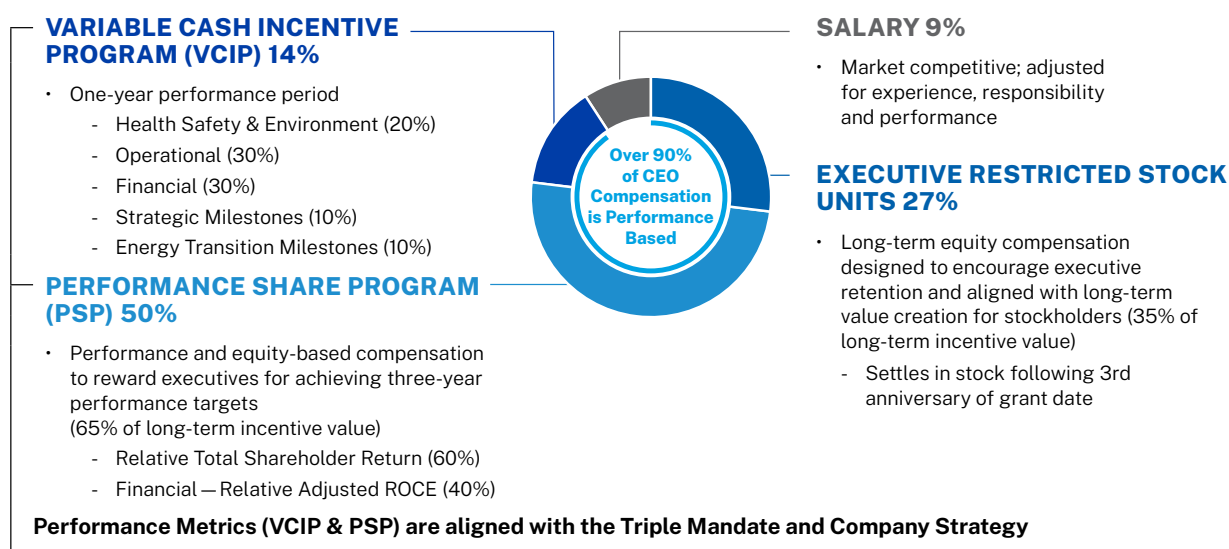 VARIABLE CASH INCENTIVE
PROGRAM (VCIP) 14%
• One-year performance period
- Health Safety & Environment (20%)
- Operational (30%)
- Financial (30%)
- Strategic Milestones (10%)
- Energy Transition Milestones (10%)
PERFORMANCE SHARE PROGRAM
(PSP) 50%
• Performance and equity-based compensation
to reward executives for achieving three-year
performance targets
(65% of long-term incentive value)
- Relative Total Shareholder Return (60%)
- Financial — Relative Adjusted ROCE (40%)
Over 90%
of CEO
Compensation
is Performance
Based
SALARY 9%
• Market competitive; adjusted
for experience, responsibility
and performance
EXECUTIVE RESTRICTED STOCK
UNITS 27%
• Long-term equity compensation
designed to encourage executive
retention and aligned with long-term
value creation for stockholders (35% of
long-term incentive value)
- Settles in stock following 3rd
anniversary of grant date
Performance Metrics (VCIP & PSP) are aligned with the Triple Mandate and Company Strategy